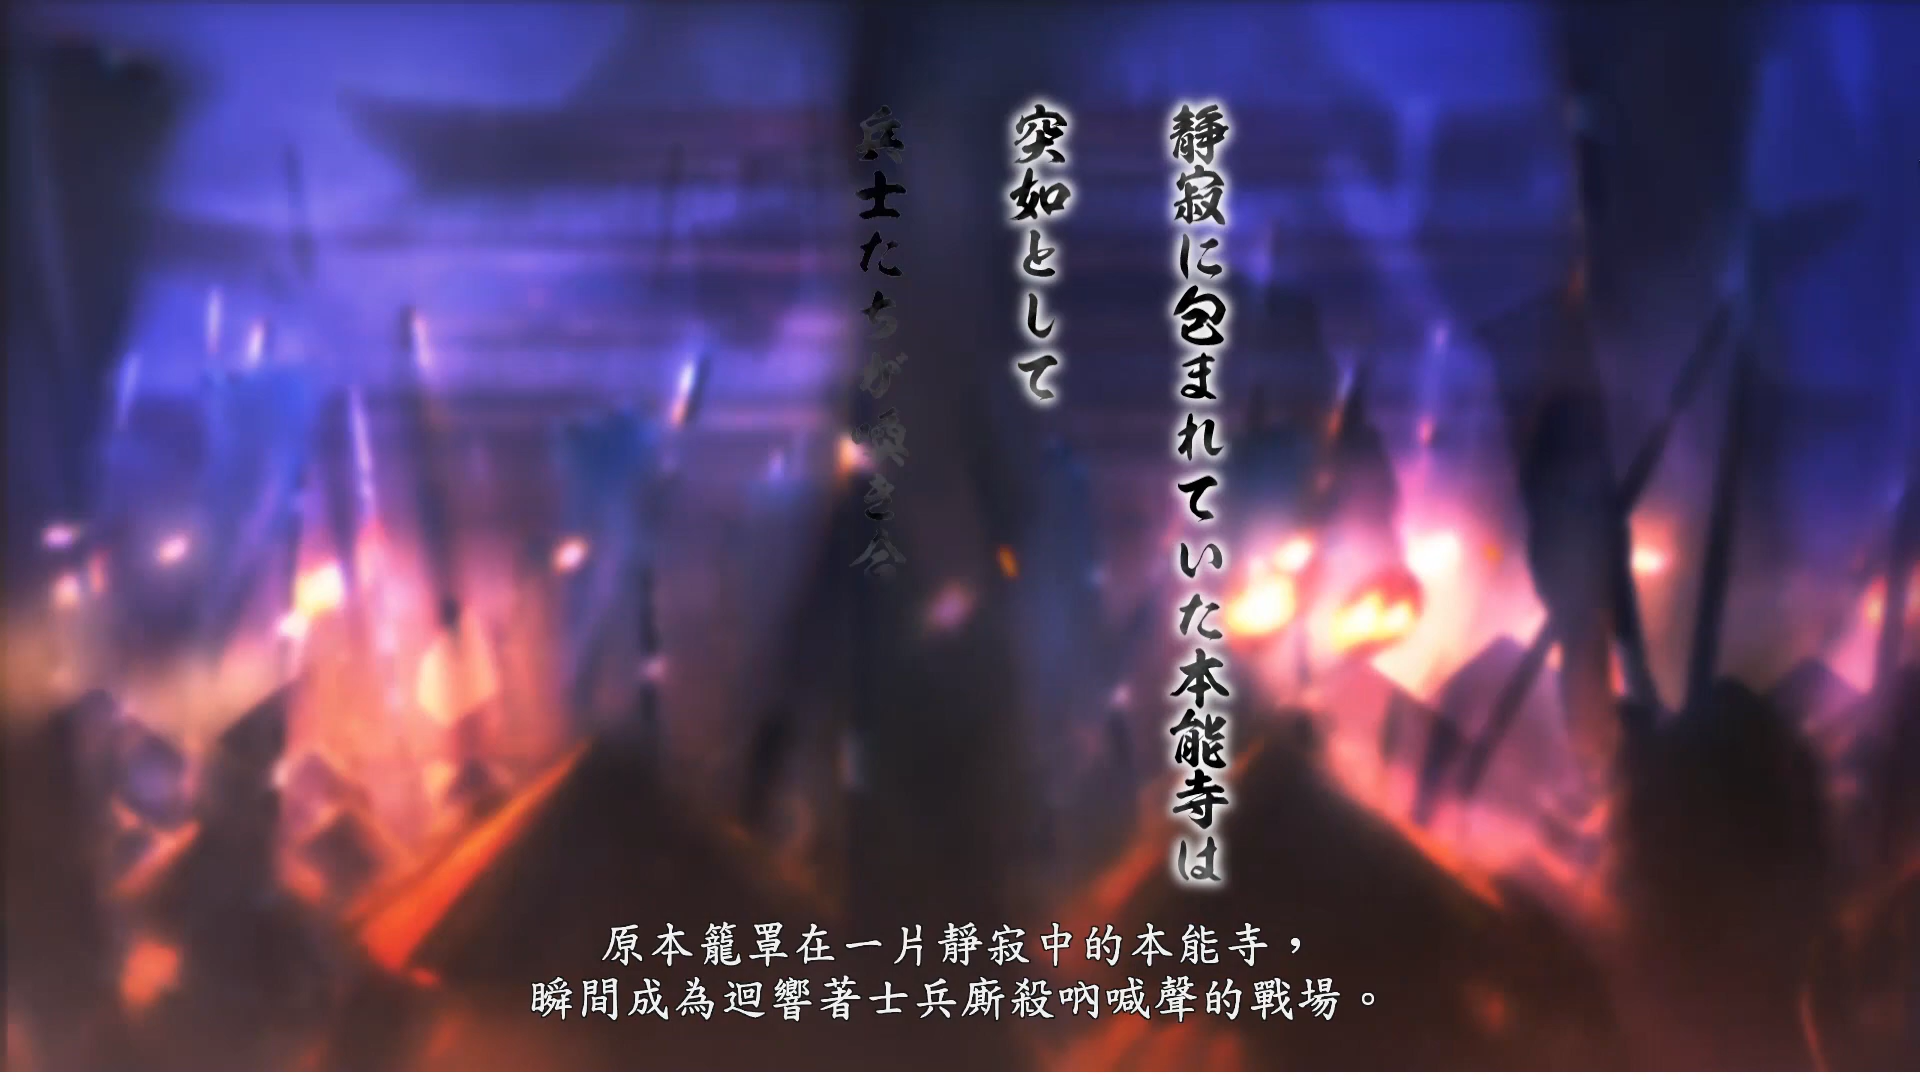 静寂に包まれていた本能寺は
突如として
兵士たちが喚き合
原本籠罩在一片靜寂中的本能寺，
瞬間成為迴響著士兵廝殺吶喊聲的戰場。